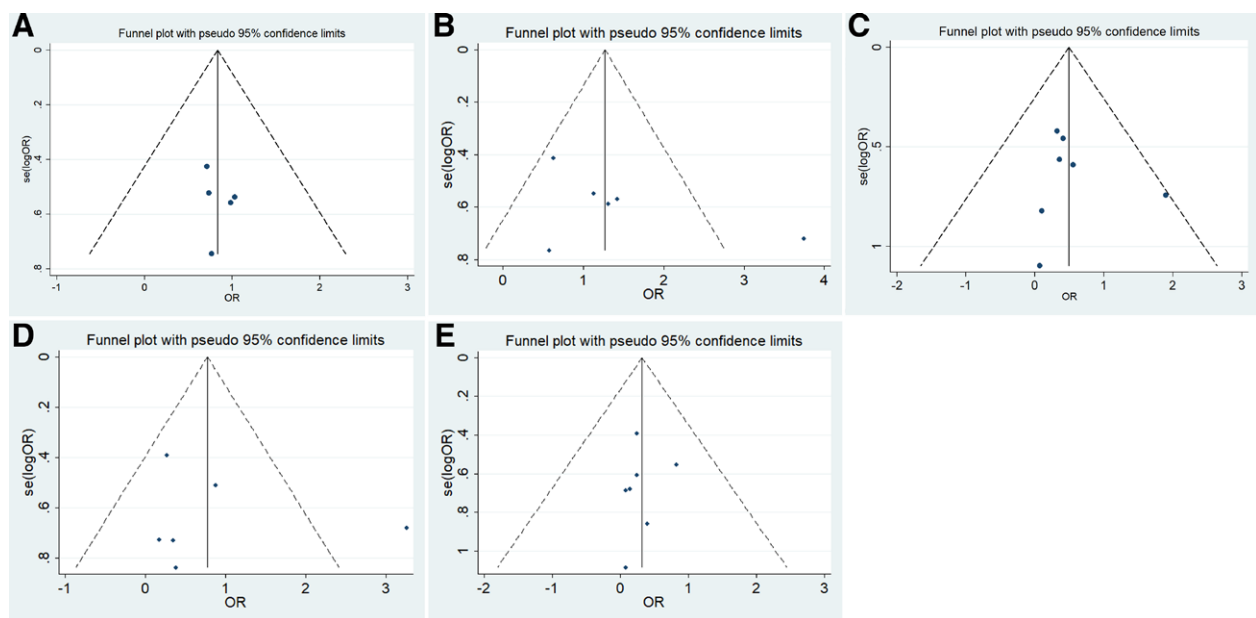 A
Funnel plot with pseudo 95% confidence limits
se(logOR)
0
.2
.4
.6
.8
-1
0
1
2
3
OR
B
Funnel plot with pseudo 95% confidence limits
se(logOR)
0
.2
.4
.6
.8
0
1
2
3
4
OR
C
Funnel plot with pseudo 95% confidence limits
se(logOR)
0
.5
1
-2
-1
0
1
2
3
OR
D
Funnel plot with pseudo 95% confidence limits
se(logOR)
0
.2
.4
.6
.8
-1
0
1
2
3
OR
E
Funnel plot with pseudo 95% confidence limits
se(logOR)
0
.2
.4
.6
.8
1
-2
-1
0
1
2
3
OR